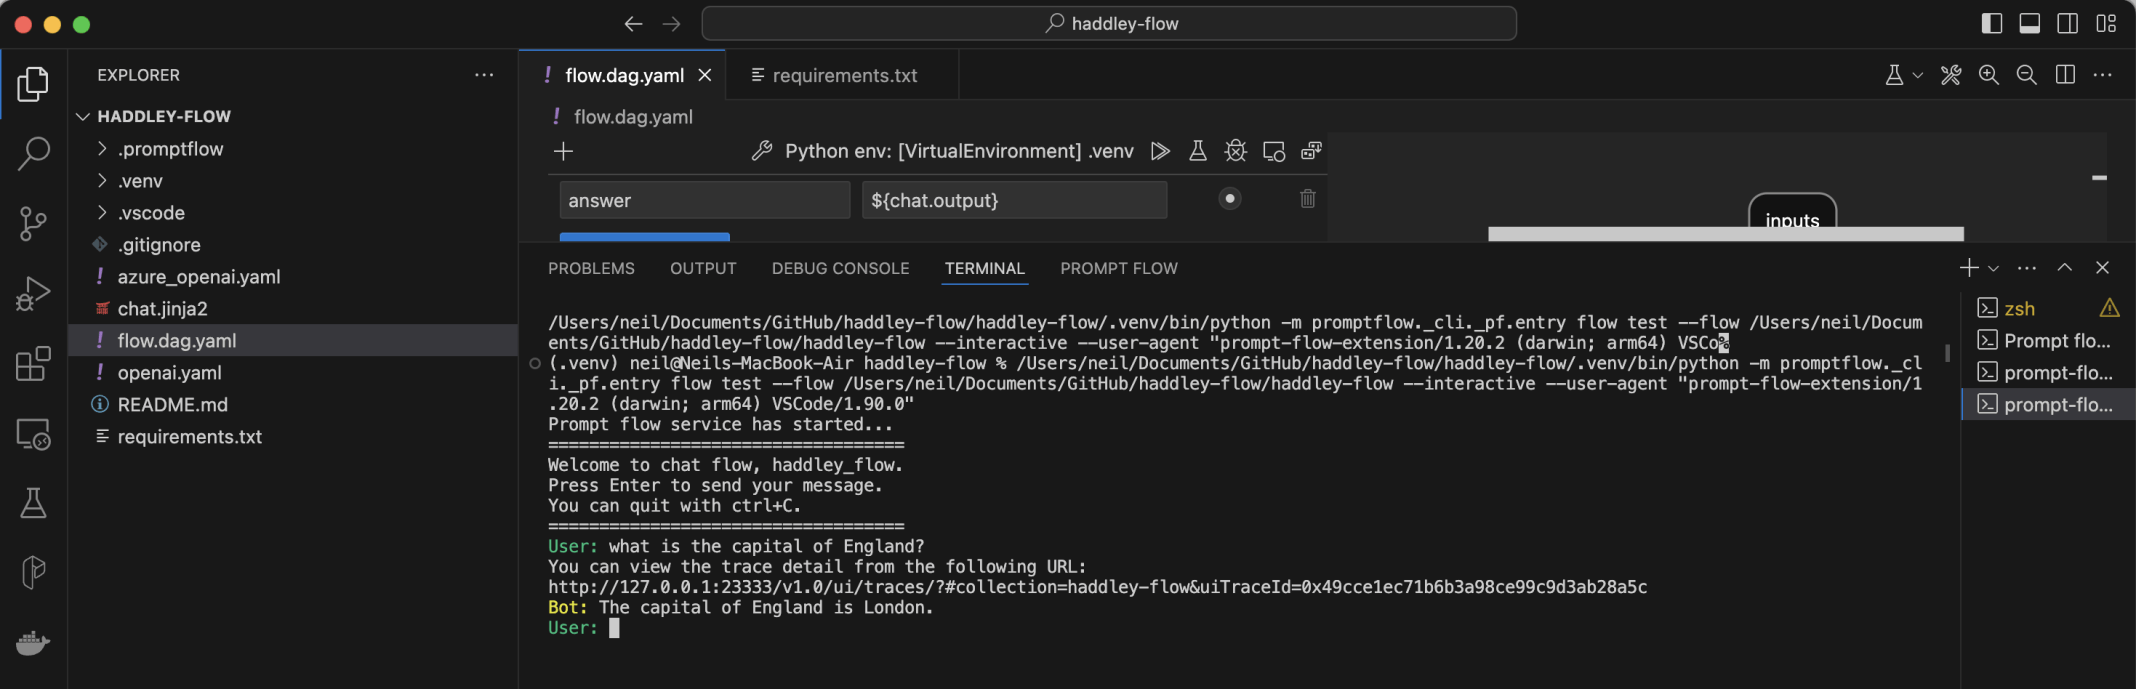 haddley-flow
EXPLORER
HADDLEY-FLOW
.promptflow
.venv
.vscode
.gitignore
azure_openai.yaml
chat.jinja2
flow.dag.yaml
openai.yaml
README.md
requirements.txt
flow.dag.yaml
requirements.txt
flow.dag.yaml
Python env: [VirtualEnvironment] .venv
answer
${chat.output}
inputs
PROBLEMS
OUTPUT
DEBUG CONSOLE
TERMINAL
PROMPT FLOW
/Users/neil/Documents/GitHub/haddley-flow/haddley-flow/.venv/bin/python -m promptflow._cli._pf.entry flow test --flow /Users/neil/Docum
ents/GitHub/haddley-flow/haddley-flow --interactive --user-agent "prompt-flow-extension/1.20.2 (darwin; arm64) VSCo%
(.venv) neil@Neils-MacBook-Air haddley-flow % /Users/neil/Documents/GitHub/haddley-flow/haddley-flow/.venv/bin/python -m promptflow._cl
i._pf.entry flow test --flow /Users/neil/Documents/GitHub/haddley-flow/haddley-flow --interactive --user-agent "prompt-flow-extension/1
.20.2 (darwin; arm64) VSCode/1.90.0"
Prompt flow service has started...
===================================
Welcome to chat flow, haddley_flow.
Press Enter to send your message.
You can quit with ctrl+C.
===================================
User: what is the capital of England?
You can view the trace detail from the following URL:
http://127.0.0.1:23333/v1.0/ui/traces/?#collection=haddley-flow&uiTraceId=0x49cce1ec71b6b3a98ce99c9d3ab28a5c
Bot: The capital of England is London.
User:
zsh
Prompt flo...
prompt-flo...
prompt-flo...